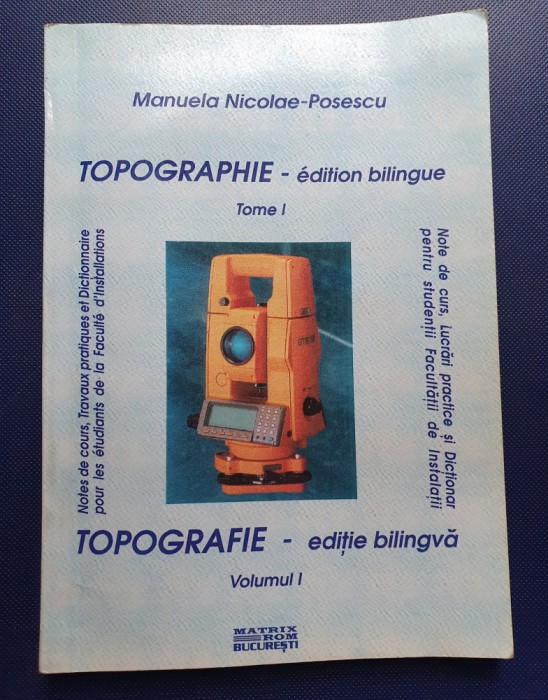 Manuela Nicolae-Posescu
TOPOGRAPHIE - édition bilingue
Tome I
Notes de cours, Travaux pratiques et Dictionnaire
pour les étudiants de la Faculté d'Installations
Note de curs, Lucrări practice și Dicționar
pentru studenții Facultății de Instalații
TOPOGRAFIE - ediție bilingvă
Volumul I
MATRIX
ROM
BUCUREȘTI